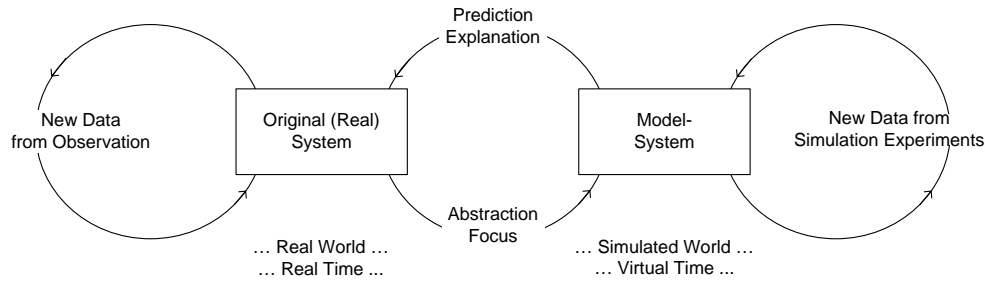 Prediction
Explanation
New Data
from Observation
Original (Real)
System
Model-
System
New Data from
Simulation Experiments
Abstraction
Focus
… Real World …
… Real Time ...
… Simulated World …
… Virtual Time ...